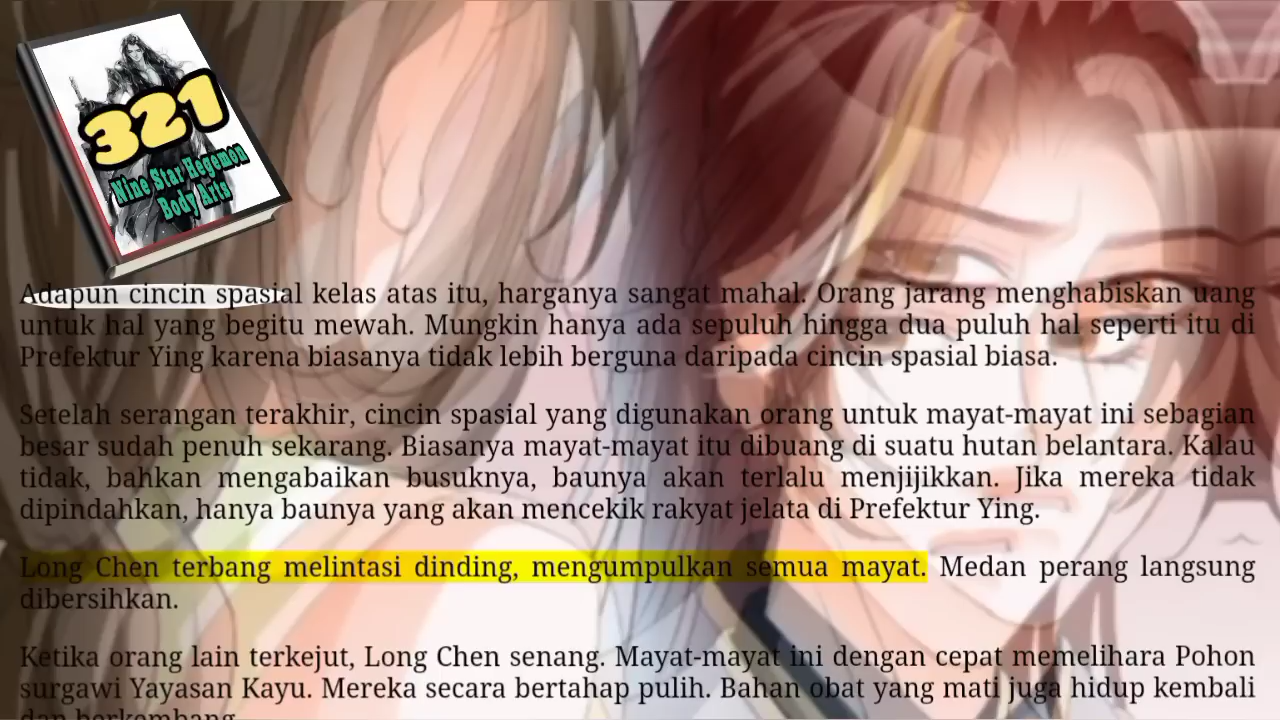 321
Nine Star Hegemon
Body Arts
Adapun cincin spasial kelas atas itu, harganya sangat mahal. Orang jarang menghabiskan uang
untuk hal yang begitu mewah. Mungkin hanya ada sepuluh hingga dua puluh hal seperti itu di
Prefektur Ying karena biasanya tidak lebih berguna daripada cincin spasial biasa.
Setelah serangan terakhir, cincin spasial yang digunakan orang untuk mayat-mayat ini sebagian
besar sudah penuh sekarang. Biasanya mayat-mayat itu dibuang di suatu hutan belantara. Kalau
tidak, bahkan mengabaikan busuknya, baunya akan terlalu menjijikkan. Jika mereka tidak
dipindahkan, hanya baunya yang akan mencekik rakyat jelata di Prefektur Ying.
Long Chen terbang melintasi dinding, mengumpulkan semua mayat. Medan perang langsung
dibersihkan.
Ketika orang lain terkejut, Long Chen senang. Mayat-mayat ini dengan cepat memelihara Pohon
surgawi Yayasan Kayu. Mereka secara bertahap pulih. Bahan obat yang mati juga hidup kembali
dan berkembang.